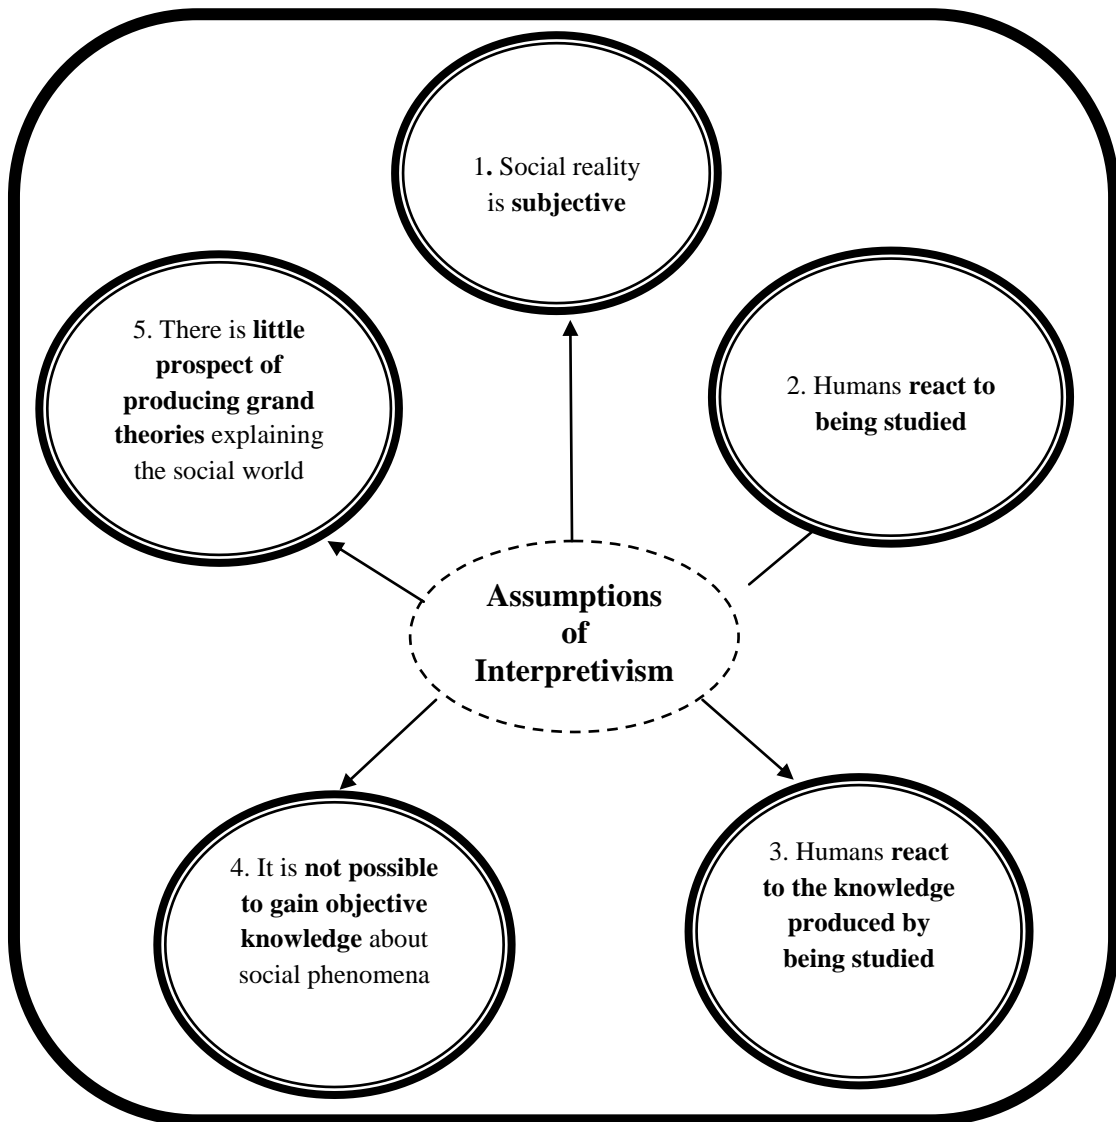 1. Social reality
is subjective
2. Humans react to
being studied
3. Humans react
to the knowledge
produced by
being studied
4. It is not possible
to gain objective
knowledge about
social phenomena
5. There is little
prospect of
producing grand
theories explaining
the social world
Assumptions
of
Interpretivism